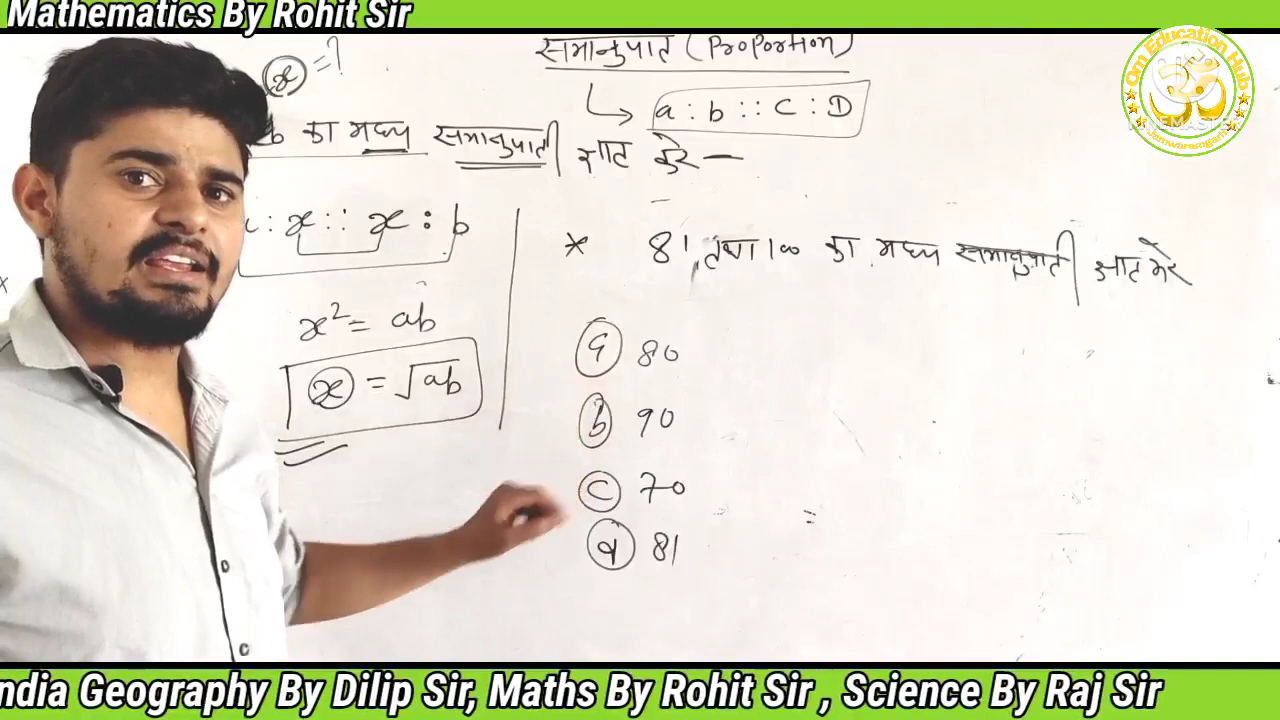 Mathematics By Rohit Sir
Om Education Hub
KINEMASTER
Jamwaramgarh
x = ?
समानुपात (Proportion)
a : b :: C : D
b का मध्य समानुपाती ज्ञात करे —
: x :: x : b
x² = ab
x = √ab
* 81 तथा 100 का मध्य समानुपाती ज्ञात करे
a 80
b 90
c 70
d 81
=
ndia Geography By Dilip Sir, Maths By Rohit Sir , Science By Raj Sir